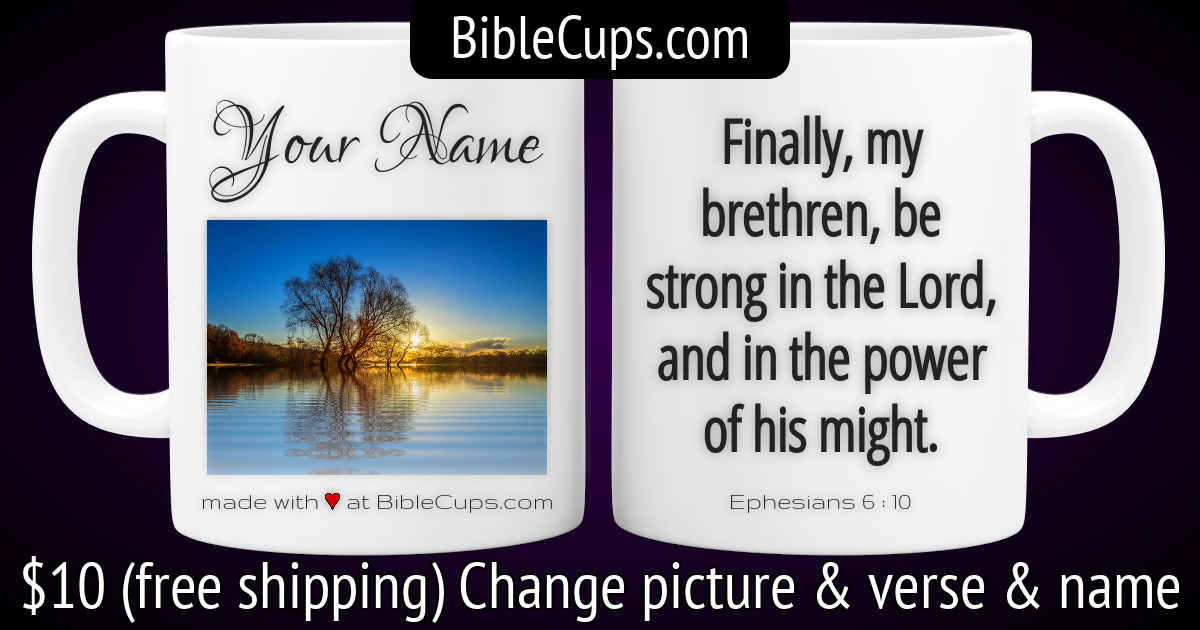 BibleCups.com
Your Name
made with ♥ at BibleCups.com
Finally, my
brethren, be
strong in the Lord,
and in the power
of his might.
Ephesians 6 : 10
$10 (free shipping) Change picture & verse & name